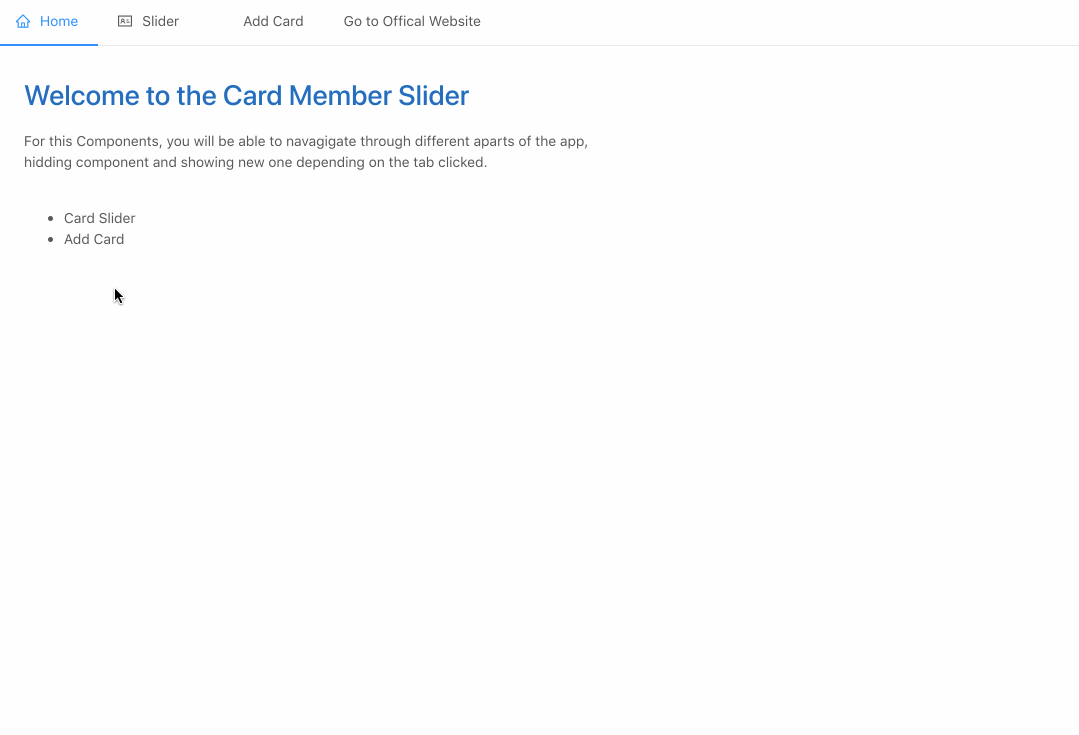 Home Slider Add Card Go to Offical Website
Welcome to the Card Member Slider
For this Components, you will be able to navagigate through different aparts of the app,
hidding component and showing new one depending on the tab clicked.
Card Slider
Add Card